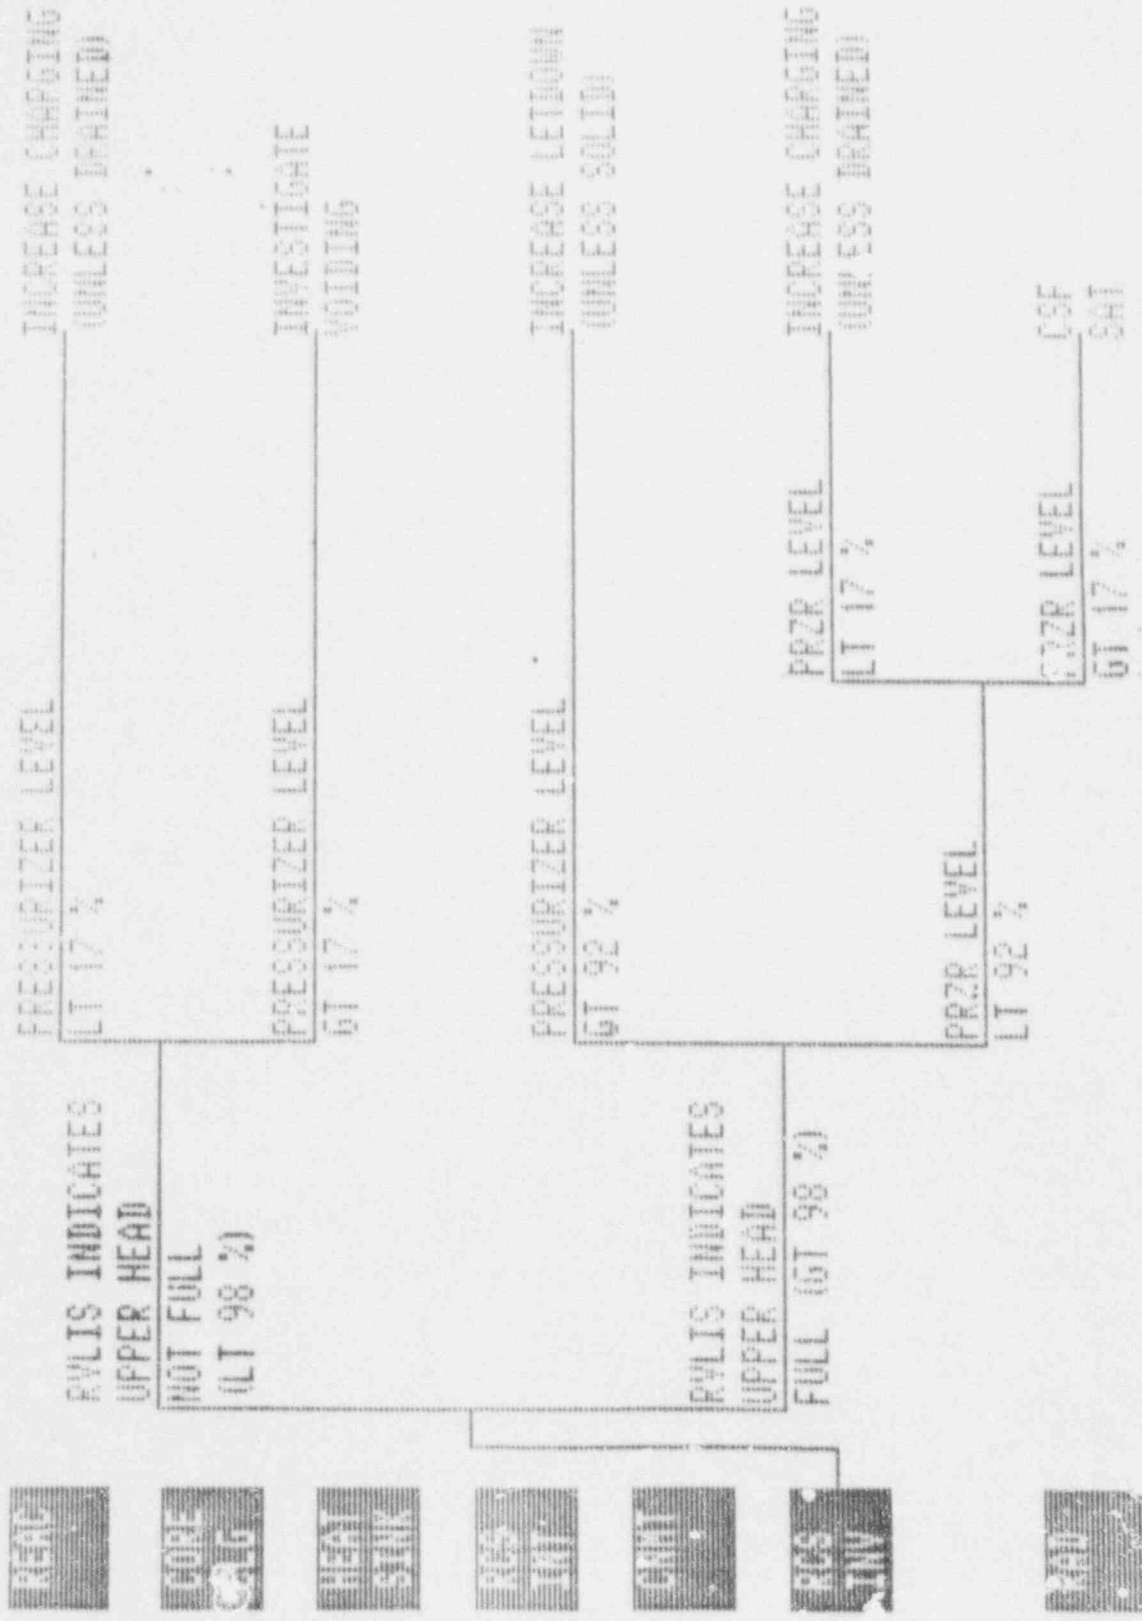 REAC
CORE
CLG
HEAT
SINK
RCS
INT
CNMT
RCS
INV
RAD
RVLIS INDICATES
UPPER HEAD
NOT FULL
(LT 98 %)
RVLIS INDICATES
UPPER HEAD
FULL (GT 98 %)
PRESSURIZER LEVEL
LT 17 %
PRESSURIZER LEVEL
GT 17 %
PRESSURIZER LEVEL
GT 92 %
PRZR LEVEL
LT 92 %
PRZR LEVEL
LT 17 %
PRZR LEVEL
GT 17 %
INCREASE CHARGING
(UNLESS DRAINED)
INVESTIGATE
VOIDING
INCREASE LETDOWN
(UNLESS SOLID)
INCREASE CHARGING
(UNLESS DRAINED)
CSF
SAT